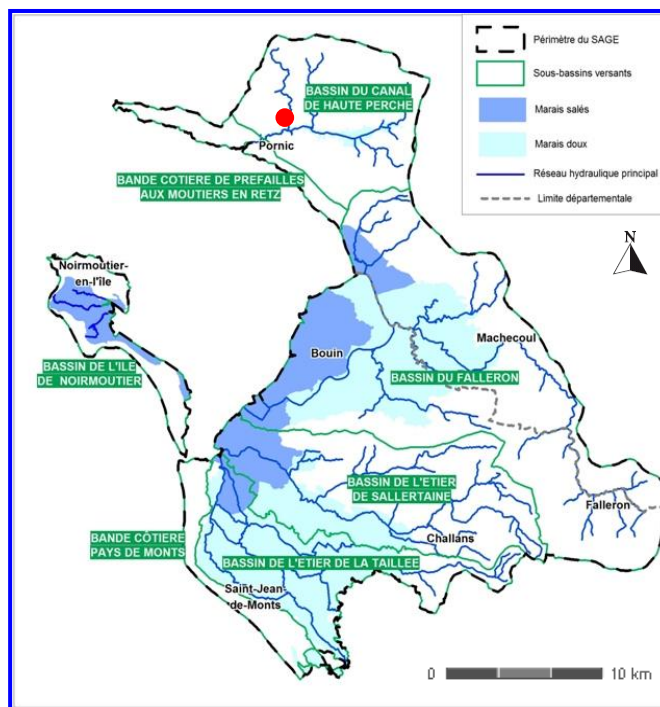 Périmètre du SAGE
Sous-bassins versants
Marais salés
Marais doux
Réseau hydraulique principal
Limite départementale
N
BASSIN DU CANAL
DE HAUTE PERCHE
Pornic
BANDE COTIERE DE PREFAILLES
AUX MOUTIERS EN RETZ
Noirmoutier-
en-l'île
BASSIN DE L'ILE
DE NOIRMOUTIER
Bouin
Machecoul
BASSIN DU FALLERON
BASSIN DE L'ETIER
DE SALLERTAINE
Falleron
Challans
BANDE CÔTIERE
PAYS DE MONTS
BASSIN DE L'ETIER DE LA TAILLEE
Saint-Jean-
de-Monts
0 10 km